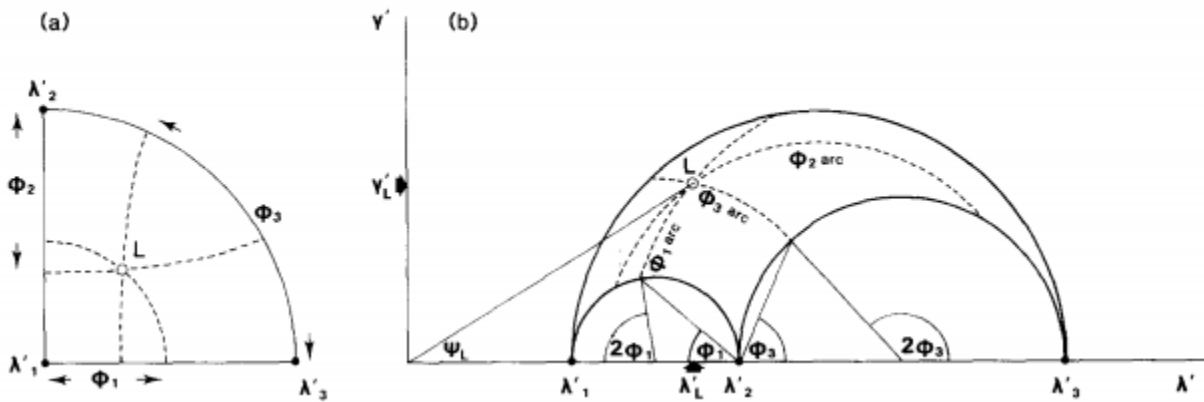 (a)
λ'₂
Φ₂
Φ₃
L
λ'₁
Φ₁
λ'₃
(b)
γ'
γ'L
L
Φ₂ arc
Φ₃ arc
Φ₁ arc
ΨL
2Φ₁
Φ₁
Φ₃
2Φ₃
λ'₁
λ'L
λ'₂
λ'₃
λ'